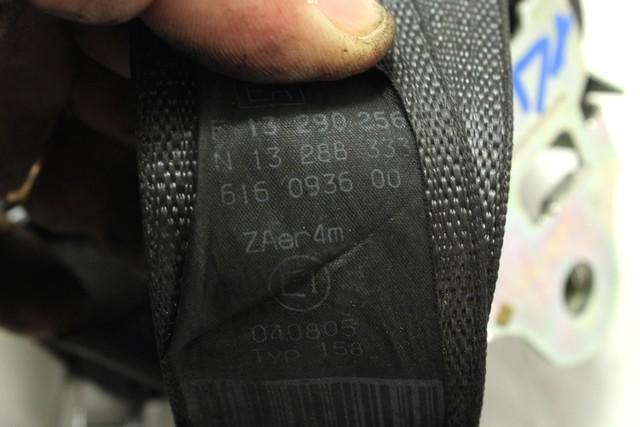 F 13 290 256
N 13 288 333
616 0936 00
ZAer4m
E1
040805
TYP 158